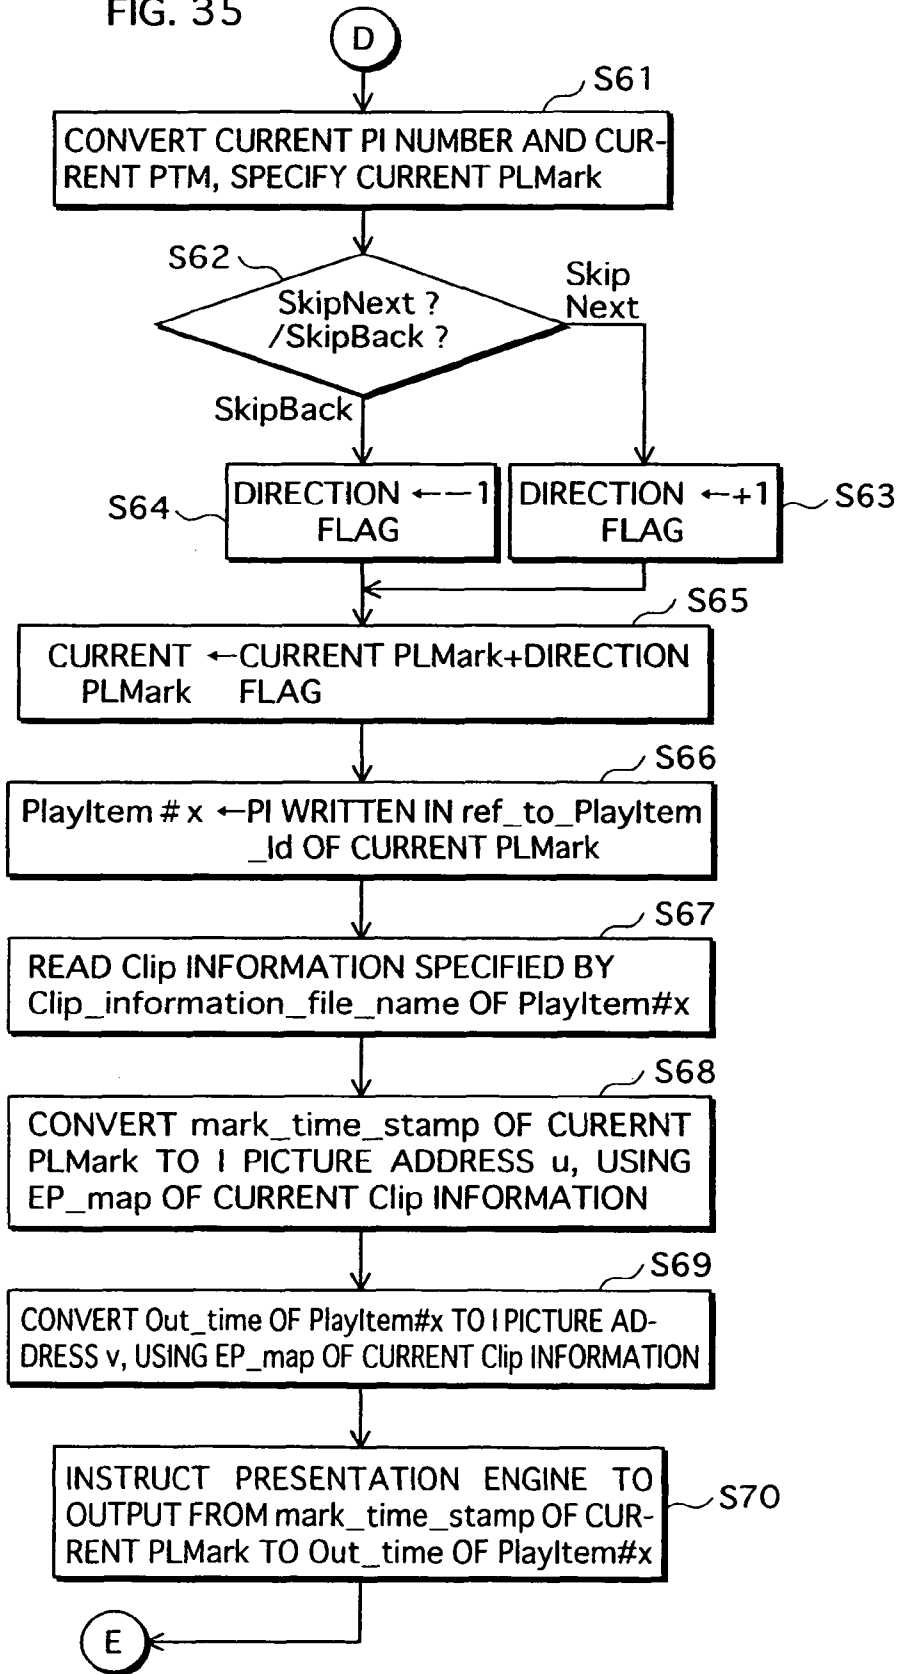 FIG. 35
D
S61
CONVERT CURRENT PI NUMBER AND CUR-
RENT PTM, SPECIFY CURRENT PLMark
S62
SkipNext ?
/SkipBack ?
Skip
Next
SkipBack
S64
DIRECTION ←−1
FLAG
DIRECTION ←+1
FLAG
S63
S65
CURRENT ←CURRENT PLMark+DIRECTION
PLMark FLAG
S66
PlayItem # x ←PI WRITTEN IN ref_to_PlayItem
_Id OF CURRENT PLMark
S67
READ Clip INFORMATION SPECIFIED BY
Clip_information_file_name OF PlayItem#x
S68
CONVERT mark_time_stamp OF CURERNT
PLMark TO I PICTURE ADDRESS u, USING
EP_map OF CURRENT Clip INFORMATION
S69
CONVERT Out_time OF PlayItem#x TO I PICTURE AD-
DRESS v, USING EP_map OF CURRENT Clip INFORMATION
INSTRUCT PRESENTATION ENGINE TO
OUTPUT FROM mark_time_stamp OF CUR-
RENT PLMark TO Out_time OF PlayItem#x
S70
E